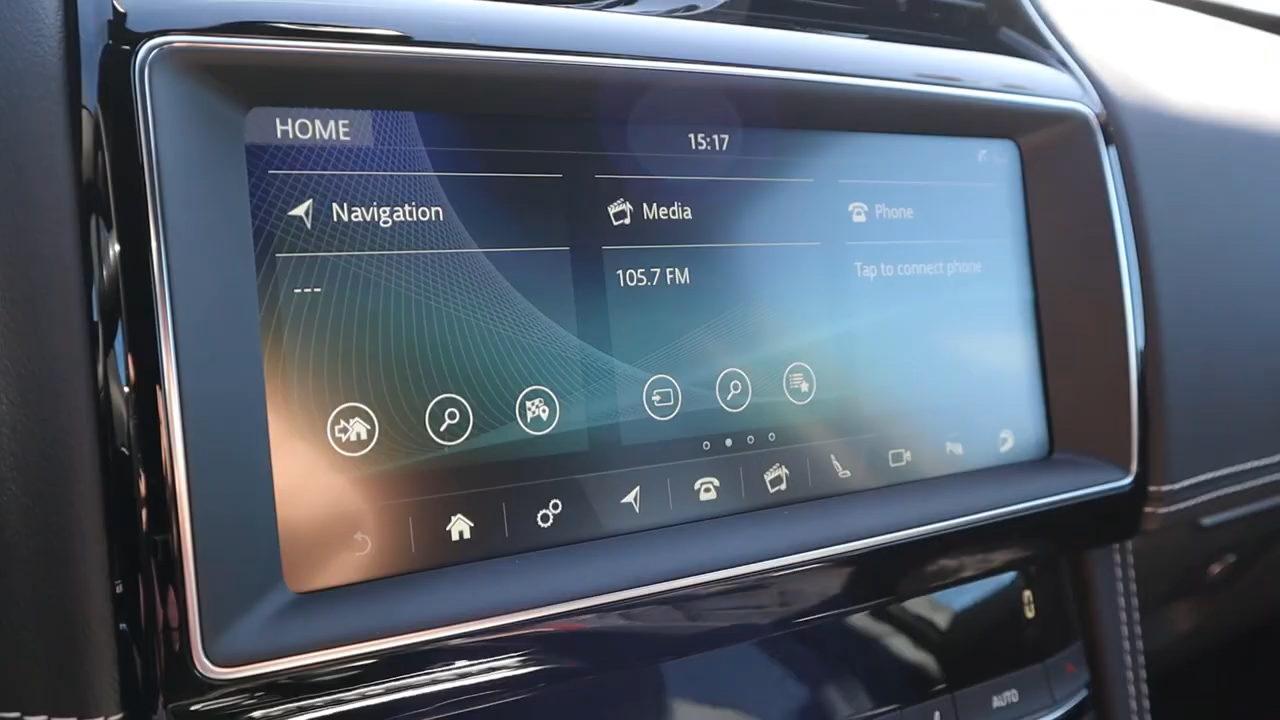 HOME
15:17
Navigation
Media
Phone
---
105.7 FM
Tap to connect phone
AUTO